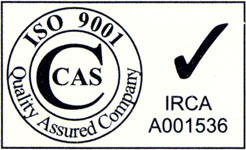 ISO 9001
C
CAS
Quality Assured Company
IRCA
A001536